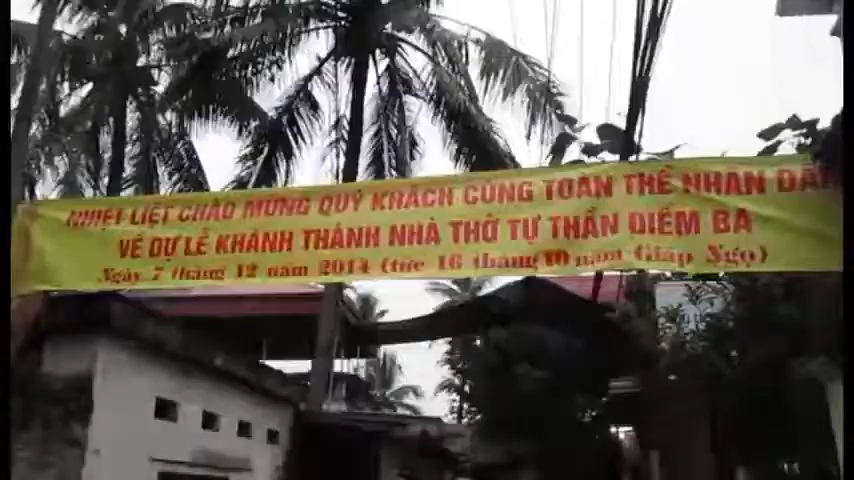 NHIỆT LIỆT CHÀO MỪNG QUÝ KHÁCH CÙNG TOÀN THỂ NHÂN DÂN
VỀ DỰ LỄ KHÁNH THÀNH NHÀ THỜ TỰ THẦN ĐIẾM BA
Ngày 7 tháng 12 năm 2014 (tức 16 tháng 10 năm Giáp Ngọ)